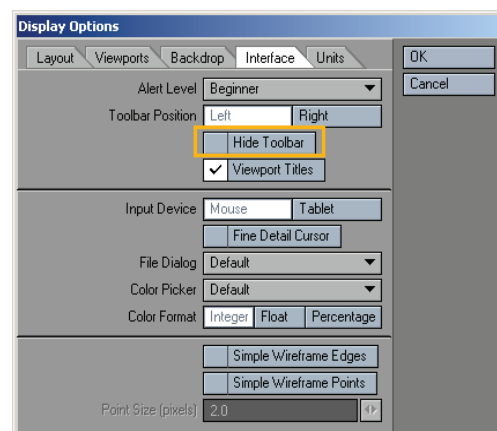 Display Options
Layout Viewports Backdrop Interface Units
OK
Cancel
Alert Level Beginner
Toolbar Position Left Right
Hide Toolbar
Viewport Titles
Input Device Mouse Tablet
Fine Detail Cursor
File Dialog Default
Color Picker Default
Color Format Integer Float Percentage
Simple Wireframe Edges
Simple Wireframe Points
Point Size (pixels) 2.0